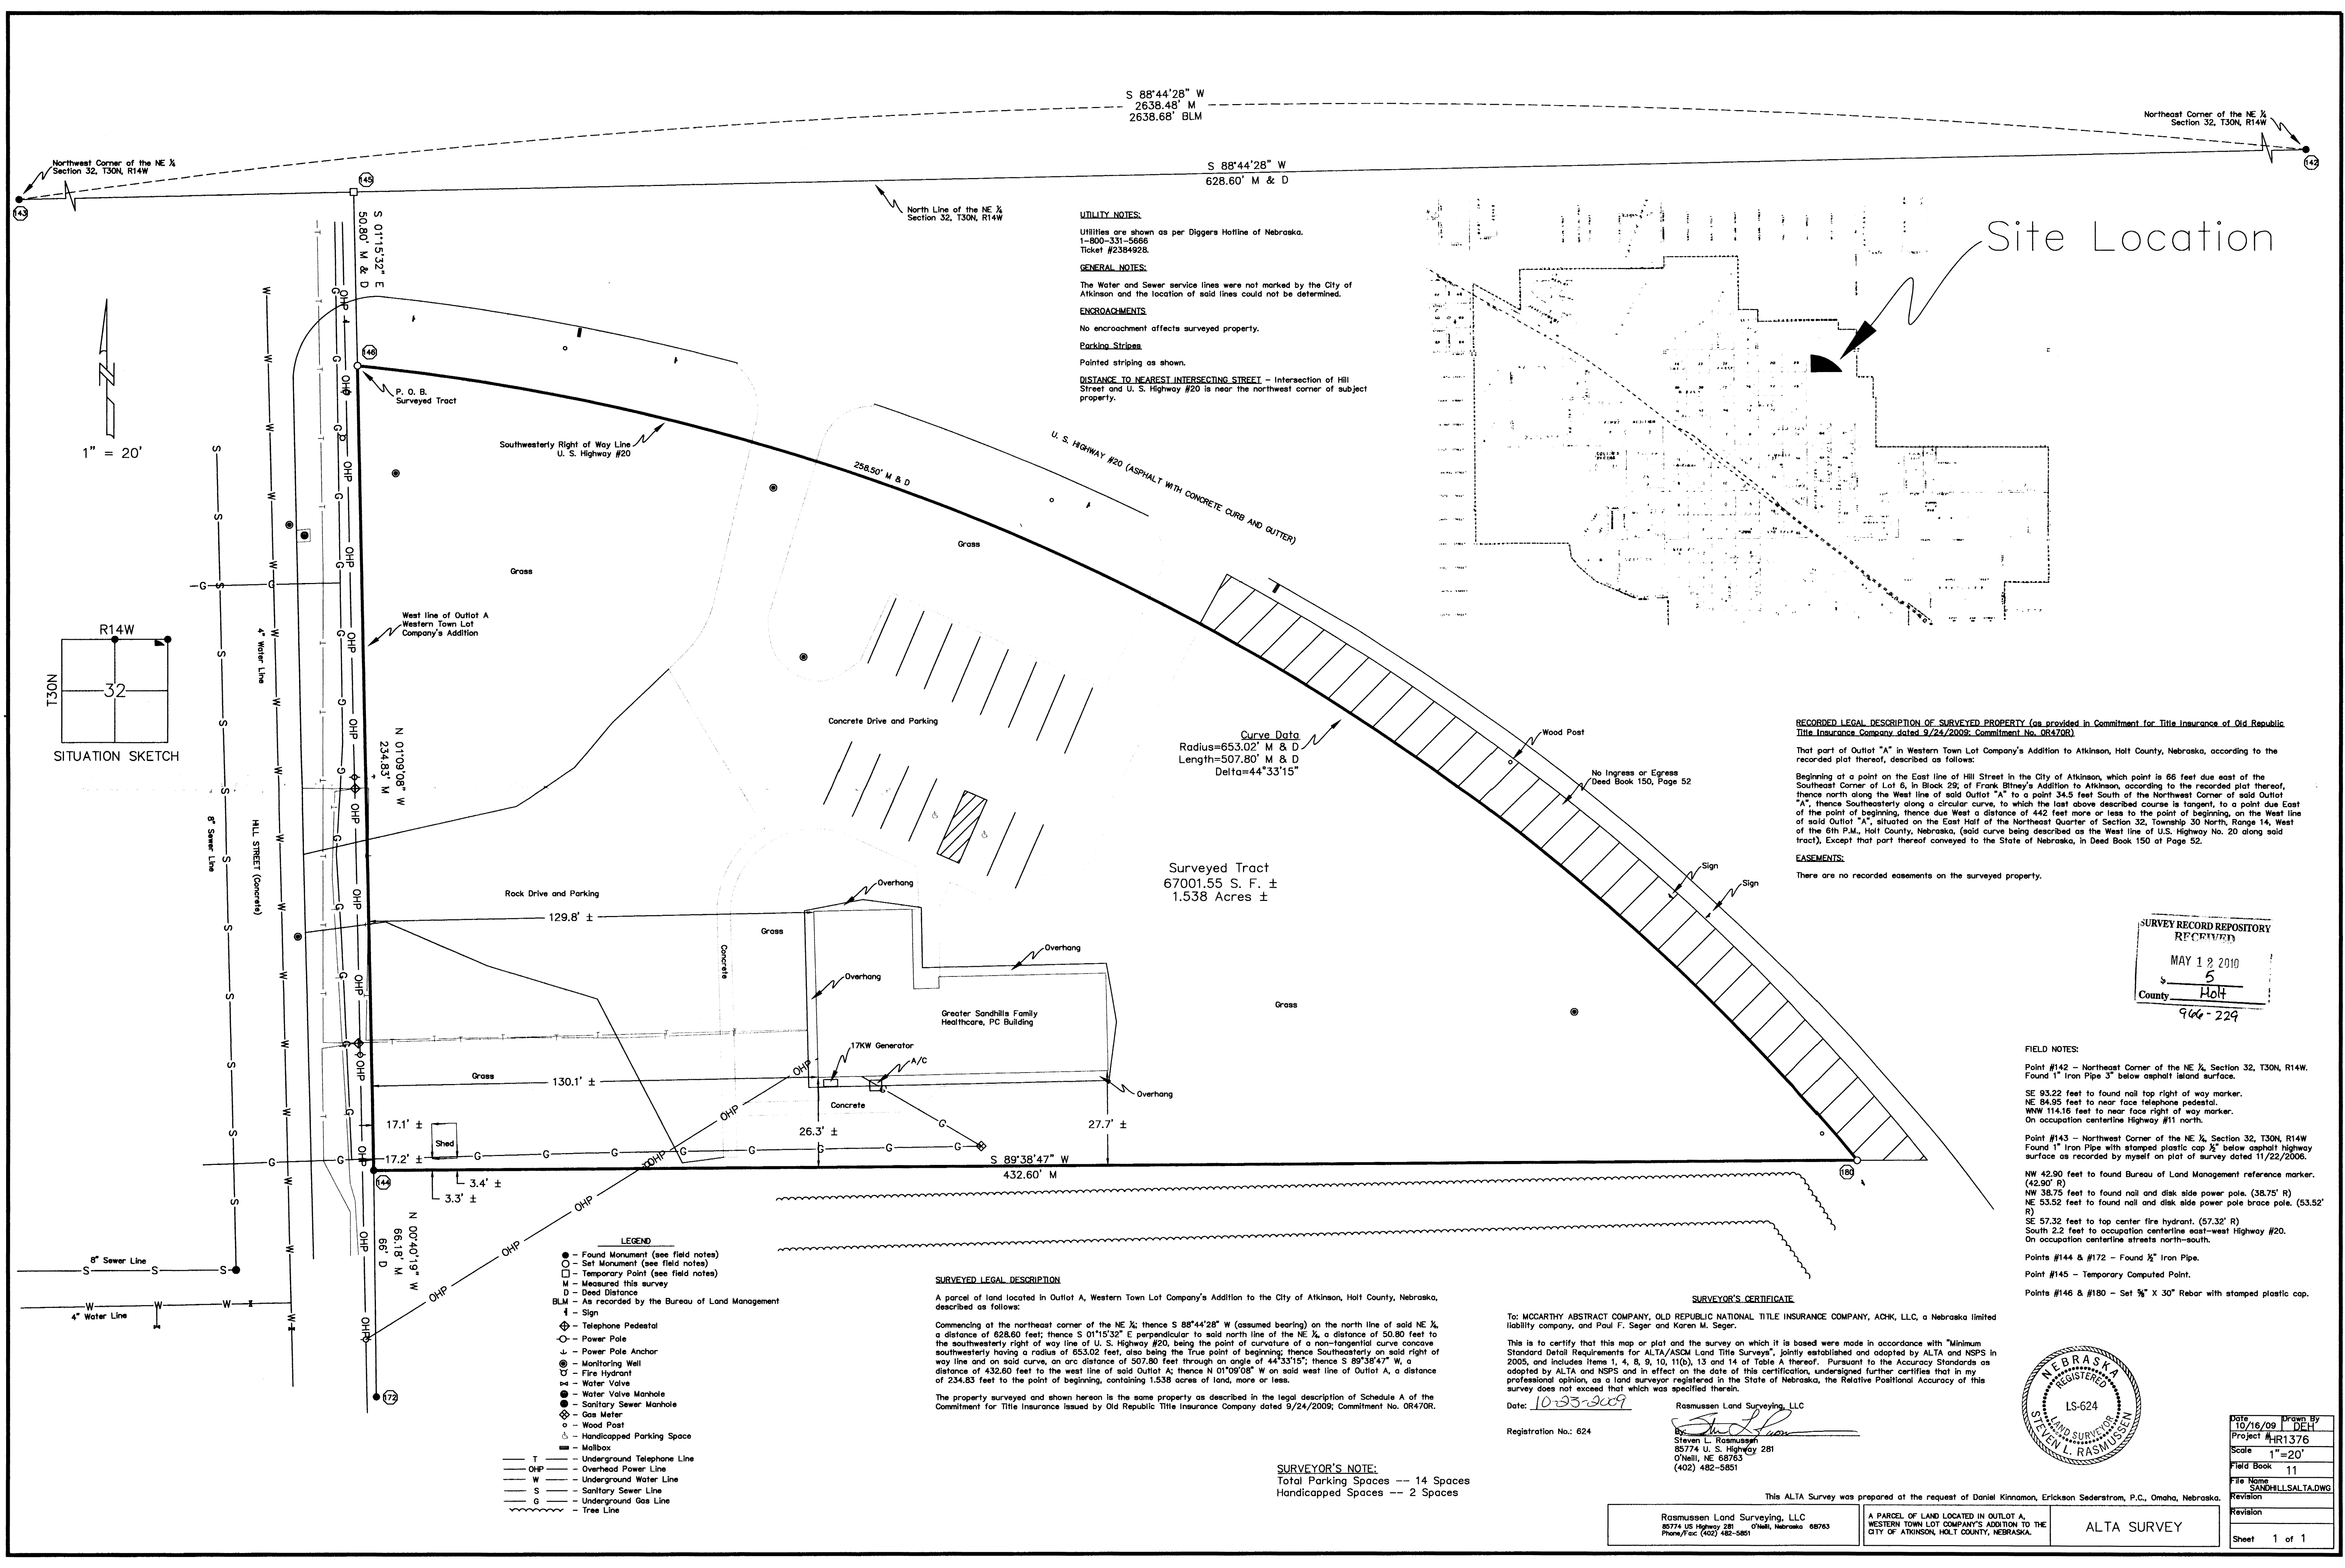 S 88°44'28" W
2638.48' M
2638.68' BLM
Northeast Corner of the NE ¼
Section 32, T30N, R14W
142
Northwest Corner of the NE ¼
Section 32, T30N, R14W
143
145
S 88°44'28" W
628.60' M & D
North Line of the NE ¼
Section 32, T30N, R14W
S 01°15'32" E
50.80' M & D
146
P. O. B.
Surveyed Tract
1" = 20'
Southwesterly Right of Way Line
U. S. Highway #20
258.50' M & D
U. S. HIGHWAY #20 (ASPHALT WITH CONCRETE CURB AND GUTTER)
UTILITY NOTES:
Utilities are shown as per Diggers Hotline of Nebraska.
1-800-331-5666
Ticket #2384928.
GENERAL NOTES:
The Water and Sewer service lines were not marked by the City of
Atkinson and the location of said lines could not be determined.
ENCROACHMENTS
No encroachment affects surveyed property.
Parking Stripes
Painted striping as shown.
DISTANCE TO NEAREST INTERSECTING STREET - Intersection of Hill
Street and U. S. Highway #20 is near the northwest corner of subject
property.
Site Location
Grass
Grass
West line of Outlot A
Western Town Lot
Company's Addition
R14W
T30N
32
SITUATION SKETCH
4" Water Line
8" Sewer Line
HILL STREET (Concrete)
N 01°09'08" W
234.83' M
Concrete Drive and Parking
Curve Data
Radius=653.02' M & D
Length=507.80' M & D
Delta=44°33'15"
Wood Post
No Ingress or Egress
Deed Book 150, Page 52
Sign
Sign
Surveyed Tract
67001.55 S. F. ±
1.538 Acres ±
Rock Drive and Parking
129.8' ±
Overhang
Grass
Concrete
Overhang
Overhang
Greater Sandhills Family
Healthcare, PC Building
Grass
17KW Generator
A/C
Grass
130.1' ±
Overhang
Concrete
17.1' ±
Shed
26.3' ±
27.7' ±
17.2' ±
S 89°38'47" W
432.60' M
144
180
3.4' ±
3.3' ±
N 00°40'19" W
66.18' M
66' D
172
8" Sewer Line
4" Water Line
RECORDED LEGAL DESCRIPTION OF SURVEYED PROPERTY (as provided in Commitment for Title Insurance of Old Republic
Title Insurance Company dated 9/24/2009; Commitment No. OR470R)
That part of Outlot "A" in Western Town Lot Company's Addition to Atkinson, Holt County, Nebraska, according to the
recorded plat thereof, described as follows:
Beginning at a point on the East line of Hill Street in the City of Atkinson, which point is 66 feet due east of the
Southeast Corner of Lot 6, in Block 29, of Frank Bitney's Addition to Atkinson, according to the recorded plat thereof,
thence north along the West line of said Outlot "A" to a point 34.5 feet South of the Northwest Corner of said Outlot
"A", thence Southeasterly along a circular curve, to which the last above described course is tangent, to a point due East
of the point of beginning, thence due West a distance of 442 feet more or less to the point of beginning, on the West line
of said Outlot "A", situated on the East Half of the Northeast Quarter of Section 32, Township 30 North, Range 14, West
of the 6th P.M., Holt County, Nebraska, (said curve being described as the West line of U.S. Highway No. 20 along said
tract), Except that part thereof conveyed to the State of Nebraska, in Deed Book 150 at Page 52.
EASEMENTS:
There are no recorded easements on the surveyed property.
SURVEY RECORD REPOSITORY
RECEIVED
MAY 12 2010
$ 5
County Holt
966-229
FIELD NOTES:
Point #142 - Northeast Corner of the NE ¼, Section 32, T30N, R14W.
Found 1" Iron Pipe 3" below asphalt island surface.
SE 93.22 feet to found nail top right of way marker.
NE 84.95 feet to near face telephone pedestal.
WNW 114.16 feet to near face right of way marker.
On occupation centerline Highway #11 north.
Point #143 - Northwest Corner of the NE ¼, Section 32, T30N, R14W
Found 1" Iron Pipe with stamped plastic cap ½" below asphalt highway
surface as recorded by myself on plat of survey dated 11/22/2006.
NW 42.90 feet to found Bureau of Land Management reference marker.
(42.90' R)
NW 38.75 feet to found nail and disk side power pole. (38.75' R)
NE 53.52 feet to found nail and disk side power pole brace pole. (53.52'
R)
SE 57.32 feet to top center fire hydrant. (57.32' R)
South 2.2 feet to occupation centerline east-west Highway #20.
On occupation centerline streets north-south.
Points #144 & #172 - Found ½" Iron Pipe.
Point #145 - Temporary Computed Point.
Points #146 & #180 - Set ⅝" X 30" Rebar with stamped plastic cap.
LEGEND
- Found Monument (see field notes)
- Set Monument (see field notes)
- Temporary Point (see field notes)
M - Measured this survey
D - Deed Distance
BLM - As recorded by the Bureau of Land Management
- Sign
- Telephone Pedestal
- Power Pole
- Power Pole Anchor
- Monitoring Well
- Fire Hydrant
- Water Valve
- Water Valve Manhole
- Sanitary Sewer Manhole
- Gas Meter
- Wood Post
- Handicapped Parking Space
- Mailbox
T - Underground Telephone Line
OHP - Overhead Power Line
W - Underground Water Line
S - Sanitary Sewer Line
G - Underground Gas Line
- Tree Line
SURVEYED LEGAL DESCRIPTION
A parcel of land located in Outlot A, Western Town Lot Company's Addition to the City of Atkinson, Holt County, Nebraska,
described as follows:
Commencing at the northeast corner of the NE ¼; thence S 88°44'28" W (assumed bearing) on the north line of said NE ¼,
a distance of 628.60 feet; thence S 01°15'32" E perpendicular to said north line of the NE ¼, a distance of 50.80 feet to
the southwesterly right of way line of U. S. Highway #20, being the point of curvature of a non-tangential curve concave
southwesterly having a radius of 653.02 feet, also being the True point of beginning; thence Southeasterly on said right of
way line and on said curve, an arc distance of 507.80 feet through an angle of 44°33'15"; thence S 89°38'47" W, a
distance of 432.60 feet to the west line of said Outlot A; thence N 01°09'08" W on said west line of Outlot A, a distance
of 234.83 feet to the point of beginning, containing 1.538 acres of land, more or less.
The property surveyed and shown hereon is the same property as described in the legal description of Schedule A of the
Commitment for Title Insurance issued by Old Republic Title Insurance Company dated 9/24/2009; Commitment No. OR470R.
SURVEYOR'S NOTE:
Total Parking Spaces -- 14 Spaces
Handicapped Spaces -- 2 Spaces
SURVEYOR'S CERTIFICATE
To: MCCARTHY ABSTRACT COMPANY, OLD REPUBLIC NATIONAL TITLE INSURANCE COMPANY, ACHK, LLC, a Nebraska limited
liability company, and Paul F. Seger and Karen M. Seger.
This is to certify that this map or plat and the survey on which it is based were made in accordance with "Minimum
Standard Detail Requirements for ALTA/ASCM Land Title Surveys", jointly established and adopted by ALTA and NSPS in
2005, and includes items 1, 4, 8, 9, 10, 11(b), 13 and 14 of Table A thereof. Pursuant to the Accuracy Standards as
adopted by ALTA and NSPS and in effect on the date of this certification, undersigned further certifies that in my
professional opinion, as a land surveyor registered in the State of Nebraska, the Relative Positional Accuracy of this
survey does not exceed that which was specified therein.
Date: 10-23-2009
Rasmussen Land Surveying, LLC
Registration No.: 624
By:
Steven L. Rasmussen
85774 U. S. Highway 281
O'Neill, NE 68763
(402) 482-5851
NEBRASKA
REGISTERED
LS-624
LAND SURVEYOR
STEVEN L. RASMUSSEN
This ALTA Survey was prepared at the request of Daniel Kinnamon, Erickson Sederstrom, P.C., Omaha, Nebraska.
Rasmussen Land Surveying, LLC
85774 US Highway 281 O'Neill, Nebraska 68763
Phone/Fax: (402) 482-5851
A PARCEL OF LAND LOCATED IN OUTLOT A,
WESTERN TOWN LOT COMPANY'S ADDITION TO THE
CITY OF ATKINSON, HOLT COUNTY, NEBRASKA.
ALTA SURVEY
Date 10/16/09
Drawn By DEH
Project # HR1376
Scale 1"=20'
Field Book 11
File Name SANDHILLSALTA.DWG
Revision
Revision
Sheet 1 of 1